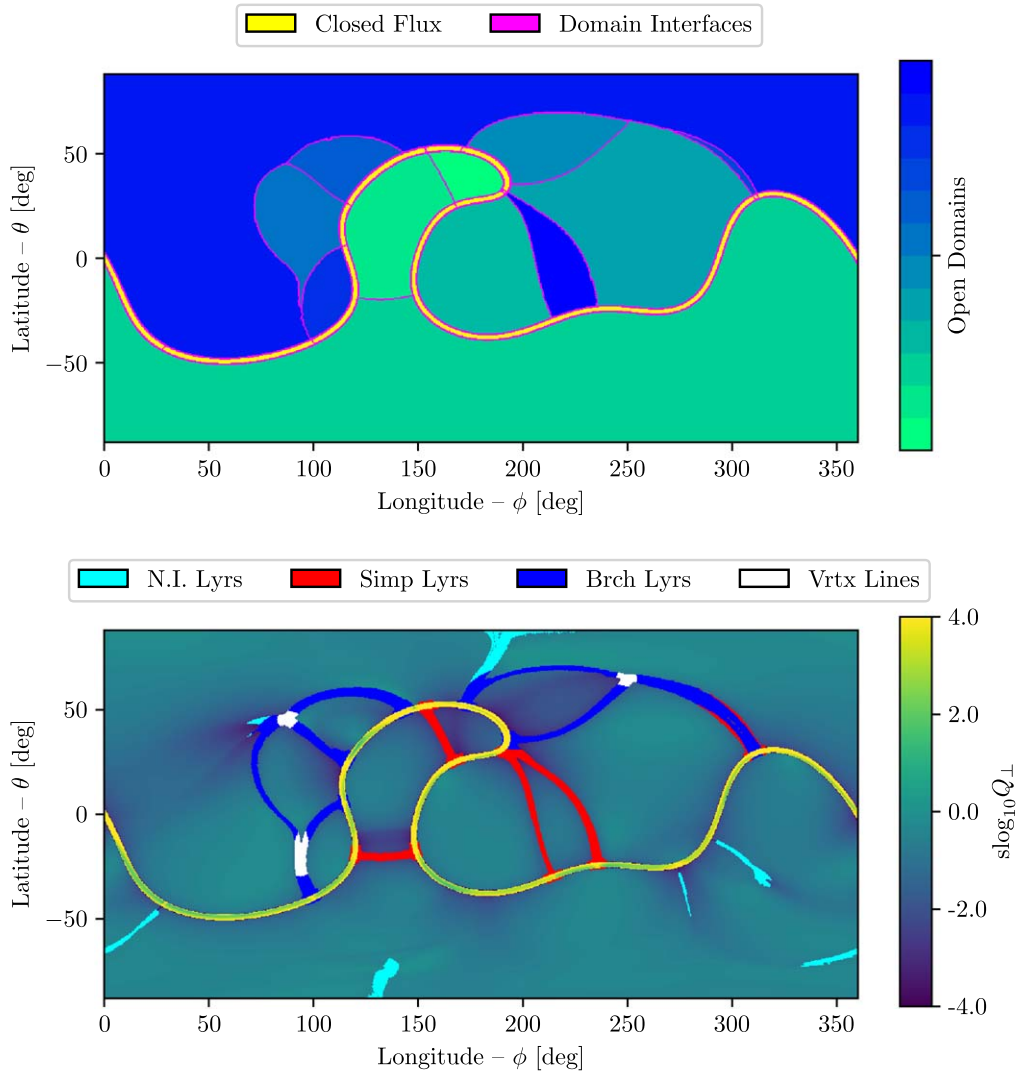 Closed Flux
Domain Interfaces
Latitude – θ [deg]
50
0
−50
0
50
100
150
200
250
300
350
Longitude – ϕ [deg]
Open Domains
N.I. Lyrs
Simp Lyrs
Brch Lyrs
Vrtx Lines
Latitude – θ [deg]
50
0
−50
0
50
100
150
200
250
300
350
Longitude – ϕ [deg]
4.0
2.0
0.0
-2.0
-4.0
slog₁₀Q⊥